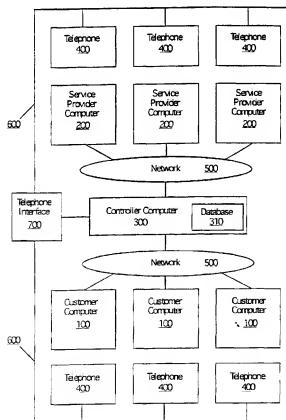 Telephone Telephone Telephone
400 400 400
600
Service Service Service
Provider Provider Provider
Computer Computer Computer
200 200 200
Network 500
Telephone
Interface
700
Controller Computer
300
Database
310
Network 500
Customer Customer Customer
Computer Computer Computer
100 100 100
600
Telephone Telephone Telephone
400 400 400